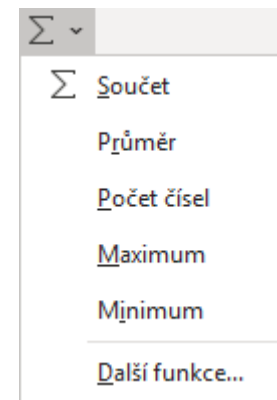 Σ
Σ Součet
Průměr
Počet čísel
Maximum
Minimum
Další funkce...